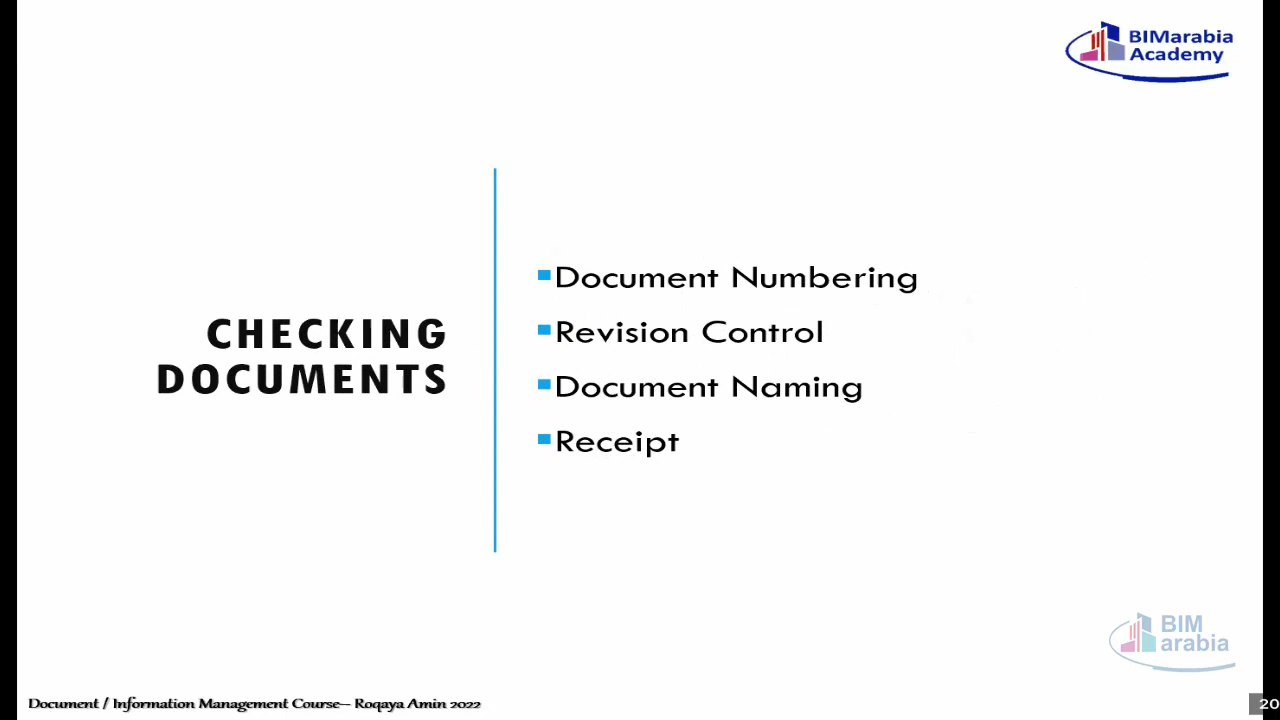 BIMarabia
Academy
CHECKING
DOCUMENTS
Document Numbering
Revision Control
Document Naming
Receipt
BIM
arabia
Document / Information Management Course-- Roqaya Amin 2022
20